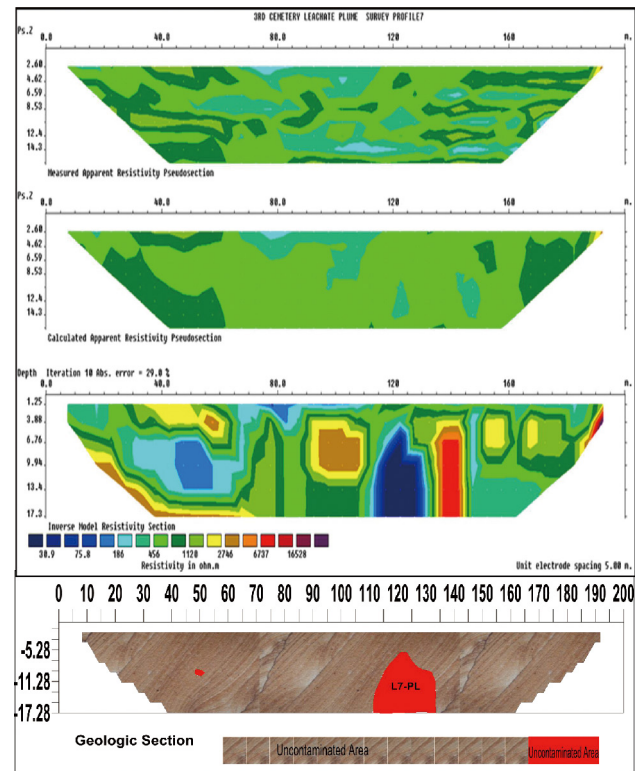 3RD CEMETERY LEACHATE PLUME SURVEY PROFILE7
Ps.Z 0.0 40.0 80.0 120 160 n.
2.60
4.62
6.59
8.53
12.4
14.3
Measured Apparent Resistivity Pseudosection
Ps.Z 0.0 40.0 80.0 120 160 n.
2.60
4.62
6.59
8.53
12.4
14.3
Calculated Apparent Resistivity Pseudosection
Depth Iteration 10 Abs. error = 29.0 %
0.0 40.0 80.0 120 160 n.
1.25
3.88
6.76
9.94
13.4
17.3
Inverse Model Resistivity Section
30.9 75.8 186 456 1120 2746 6737 16528
Resistivity in ohm.m
Unit electrode spacing 5.00 m.
0 10 20 30 40 50 60 70 80 90 100 110 120 130 140 150 160 170 180 190 200
-5.28
-11.28
-17.28
L7-PL
Geologic Section
Uncontaminated Area
Uncontaminated Area